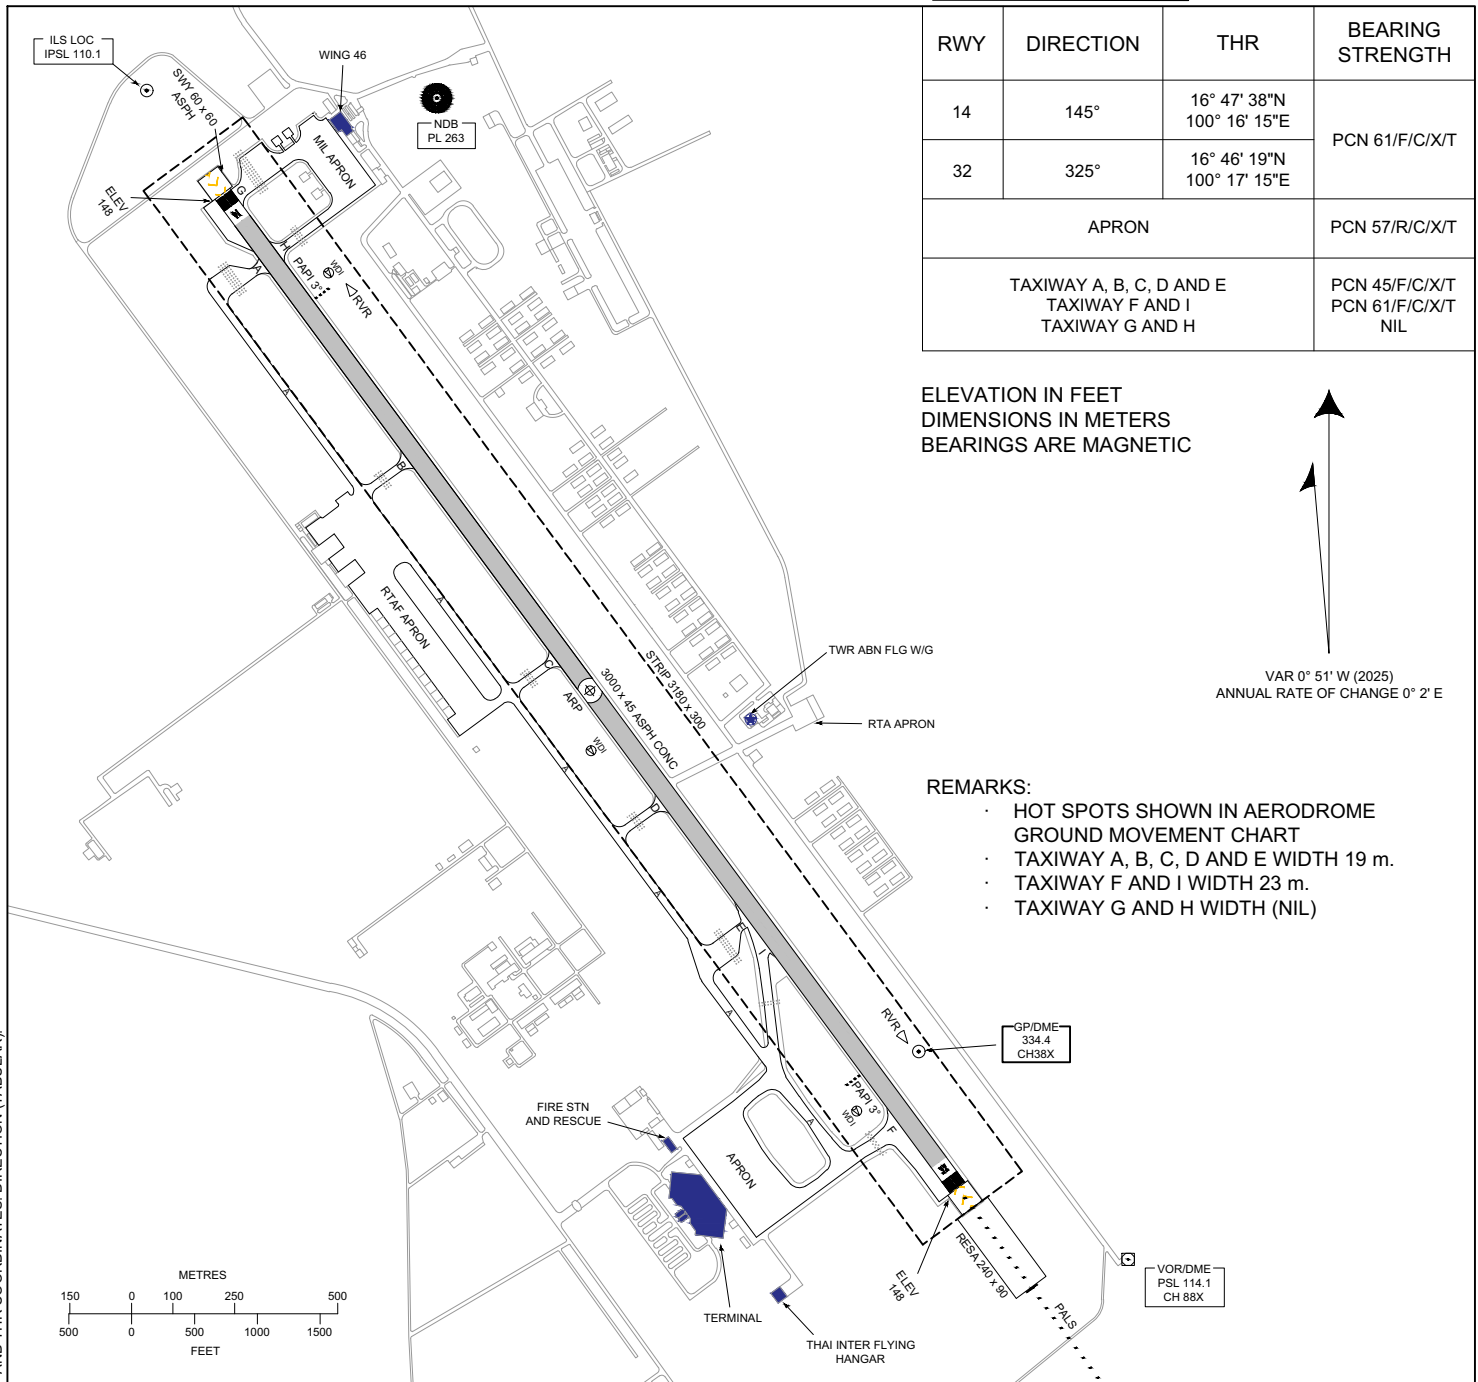 RWY
DIRECTION
THR
BEARING
STRENGTH
14
145°
16° 47' 38"N
100° 16' 15"E
PCN 61/F/C/X/T
32
325°
16° 46' 19"N
100° 17' 15"E
APRON
PCN 57/R/C/X/T
TAXIWAY A, B, C, D AND E
TAXIWAY F AND I
TAXIWAY G AND H
PCN 45/F/C/X/T
PCN 61/F/C/X/T
NIL
ELEVATION IN FEET
DIMENSIONS IN METERS
BEARINGS ARE MAGNETIC
VAR 0° 51' W (2025)
ANNUAL RATE OF CHANGE 0° 2' E
REMARKS:
· HOT SPOTS SHOWN IN AERODROME
GROUND MOVEMENT CHART
· TAXIWAY A, B, C, D AND E WIDTH 19 m.
· TAXIWAY F AND I WIDTH 23 m.
· TAXIWAY G AND H WIDTH (NIL)
ILS LOC
IPSL 110.1
SWY 60 x 60
ASPH
WING 46
NDB
PL 263
MIL APRON
ELEV
148
G
H
A
PAPI 3°
WDI
RVR
A
B
RTAF APRON
A
C
ARP
WDI
3000 x 45 ASPH CONC
STRIP 3180 x 300
TWR ABN FLG W/G
RTA APRON
A
D
A
E
I
A
RVR
GP/DME
334.4
CH38X
PAPI 3°
WDI
F
A
FIRE STN
AND RESCUE
APRON
TERMINAL
THAI INTER FLYING
HANGAR
ELEV
148
RESA 240 x 90
PALS
VOR/DME
PSL 114.1
CH 88X
METRES
150 0 100 250 500
500 0 500 1000 1500
FEET